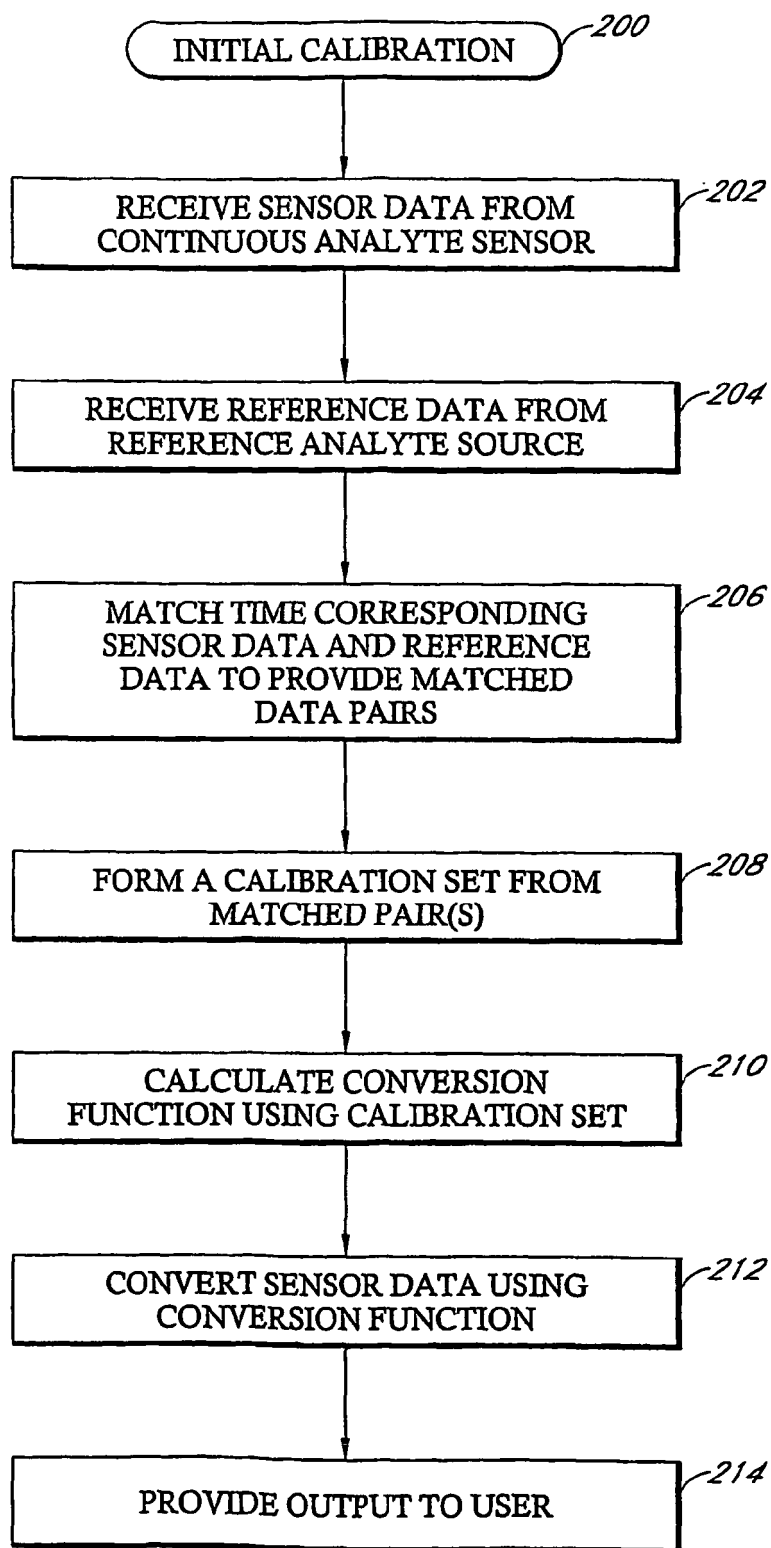 INITIAL CALIBRATION
200
RECEIVE SENSOR DATA FROM
CONTINUOUS ANALYTE SENSOR
202
RECEIVE REFERENCE DATA FROM
REFERENCE ANALYTE SOURCE
204
MATCH TIME CORRESPONDING
SENSOR DATA AND REFERENCE
DATA TO PROVIDE MATCHED
DATA PAIRS
206
FORM A CALIBRATION SET FROM
MATCHED PAIR(S)
208
CALCULATE CONVERSION
FUNCTION USING CALIBRATION SET
210
CONVERT SENSOR DATA USING
CONVERSION FUNCTION
212
PROVIDE OUTPUT TO USER
214